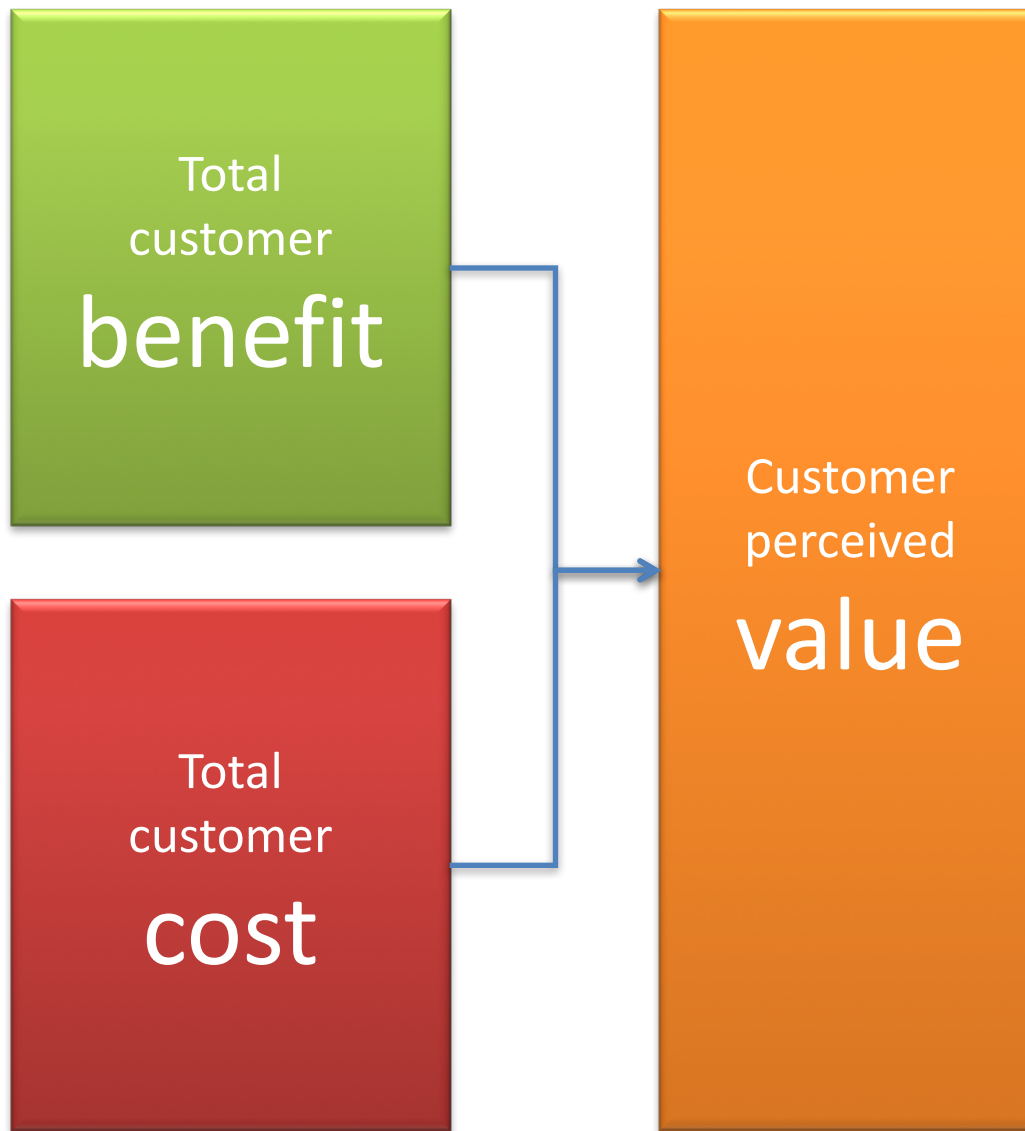 Total
customer
benefit
Total
customer
cost
Customer
perceived
value